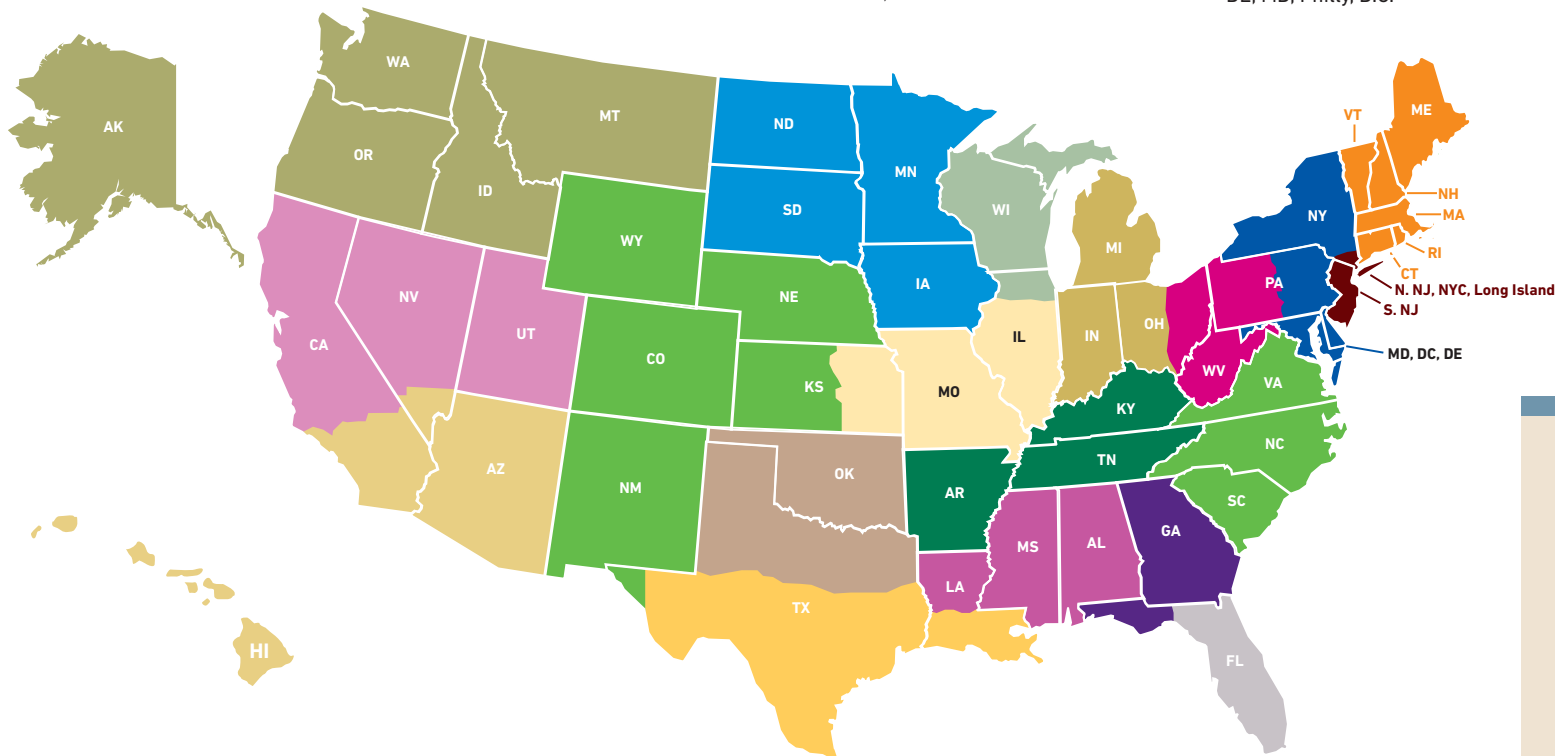 WA
MT
AK
OR
ID
ND
MN
SD
WI
WY
MI
NE
IA
NV
UT
CA
CO
KS
IL
IN
OH
MO
PA
NY
VT
ME
NH
MA
RI
CT
N. NJ, NYC, Long Island
S. NJ
MD, DC, DE
WV
VA
KY
NC
TN
SC
AZ
NM
OK
AR
MS
AL
GA
LA
TX
FL
HI